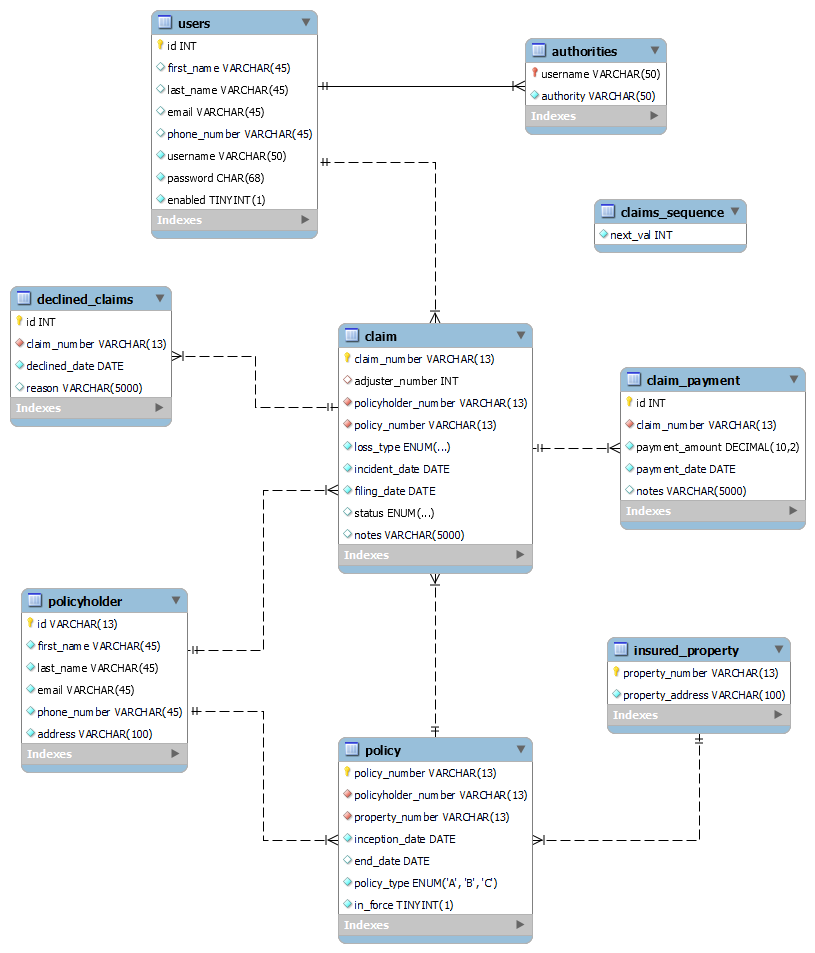 users
id INT
first_name VARCHAR(45)
last_name VARCHAR(45)
email VARCHAR(45)
phone_number VARCHAR(45)
username VARCHAR(50)
password CHAR(68)
enabled TINYINT(1)
Indexes
authorities
username VARCHAR(50)
authority VARCHAR(50)
Indexes
claims_sequence
next_val INT
declined_claims
id INT
claim_number VARCHAR(13)
declined_date DATE
reason VARCHAR(5000)
Indexes
claim
claim_number VARCHAR(13)
adjuster_number INT
policyholder_number VARCHAR(13)
policy_number VARCHAR(13)
loss_type ENUM(...)
incident_date DATE
filing_date DATE
status ENUM(...)
notes VARCHAR(5000)
Indexes
claim_payment
id INT
claim_number VARCHAR(13)
payment_amount DECIMAL(10,2)
payment_date DATE
notes VARCHAR(5000)
Indexes
policyholder
id VARCHAR(13)
first_name VARCHAR(45)
last_name VARCHAR(45)
email VARCHAR(45)
phone_number VARCHAR(45)
address VARCHAR(100)
Indexes
insured_property
property_number VARCHAR(13)
property_address VARCHAR(100)
Indexes
policy
policy_number VARCHAR(13)
policyholder_number VARCHAR(13)
property_number VARCHAR(13)
inception_date DATE
end_date DATE
policy_type ENUM('A', 'B', 'C')
in_force TINYINT(1)
Indexes